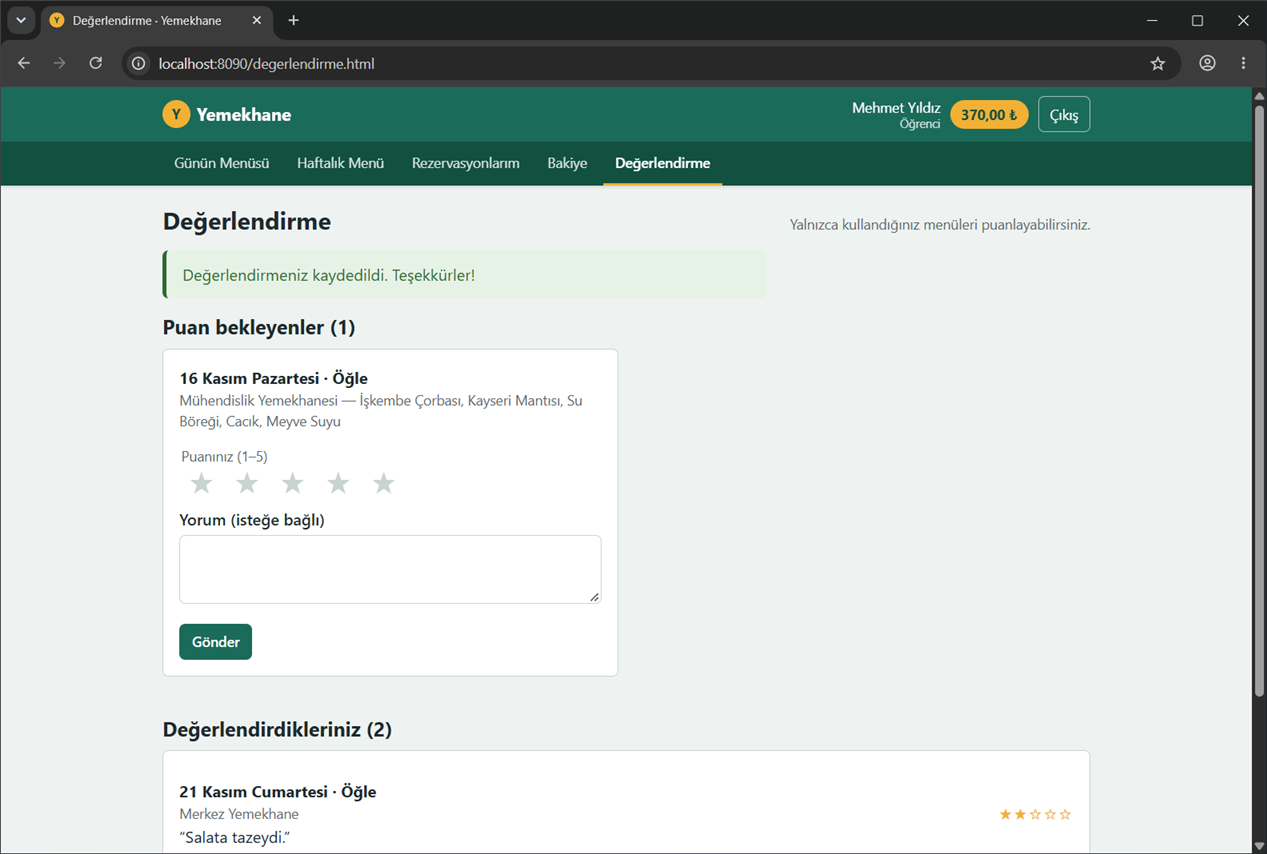 Y Değerlendirme · Yemekhane
localhost:8090/degerlendirme.html
Y Yemekhane
Mehmet Yıldız
Öğrenci
370,00 ₺
Çıkış
Günün Menüsü Haftalık Menü Rezervasyonlarım Bakiye Değerlendirme
Değerlendirme
Yalnızca kullandığınız menüleri puanlayabilirsiniz.
Değerlendirmeniz kaydedildi. Teşekkürler!
Puan bekleyenler (1)
16 Kasım Pazartesi · Öğle
Mühendislik Yemekhanesi — İşkembe Çorbası, Kayseri Mantısı, Su
Böreği, Cacık, Meyve Suyu
Puanınız (1–5)
★ ★ ★ ★ ★
Yorum (isteğe bağlı)
Gönder
Değerlendirdikleriniz (2)
21 Kasım Cumartesi · Öğle
Merkez Yemekhane
★★☆☆☆
“Salata tazeydi.”